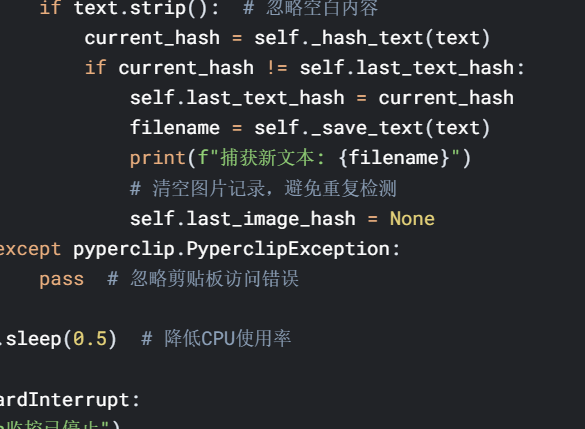 if text.strip():  # 忽略空白内容
current_hash = self._hash_text(text)
if current_hash != self.last_text_hash:
self.last_text_hash = current_hash
filename = self._save_text(text)
print(f"捕获新文本: {filename}")
# 清空图片记录，避免重复检测
self.last_image_hash = None
except pyperclip.PyperclipException:
pass  # 忽略剪贴板访问错误
.sleep(0.5)  # 降低CPU使用率
ardInterrupt:
监控已停止")